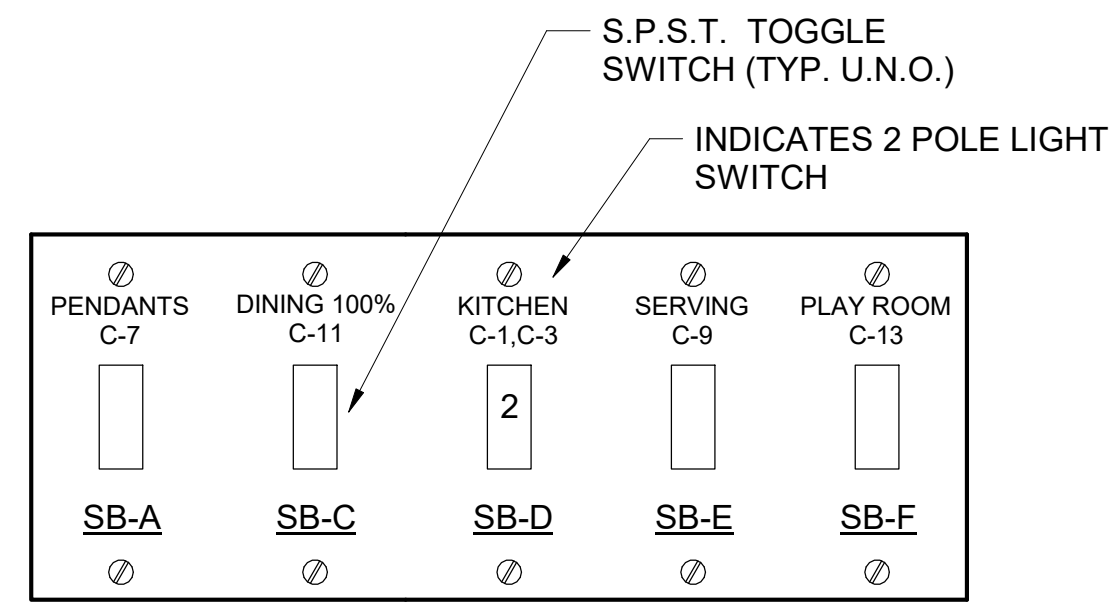 S.P.S.T. TOGGLE
SWITCH (TYP. U.N.O.)
INDICATES 2 POLE LIGHT
SWITCH
PENDANTS
C-7
DINING 100%
C-11
KITCHEN
C-1,C-3
SERVING
C-9
PLAY ROOM
C-13
2
SB-A
SB-C
SB-D
SB-E
SB-F